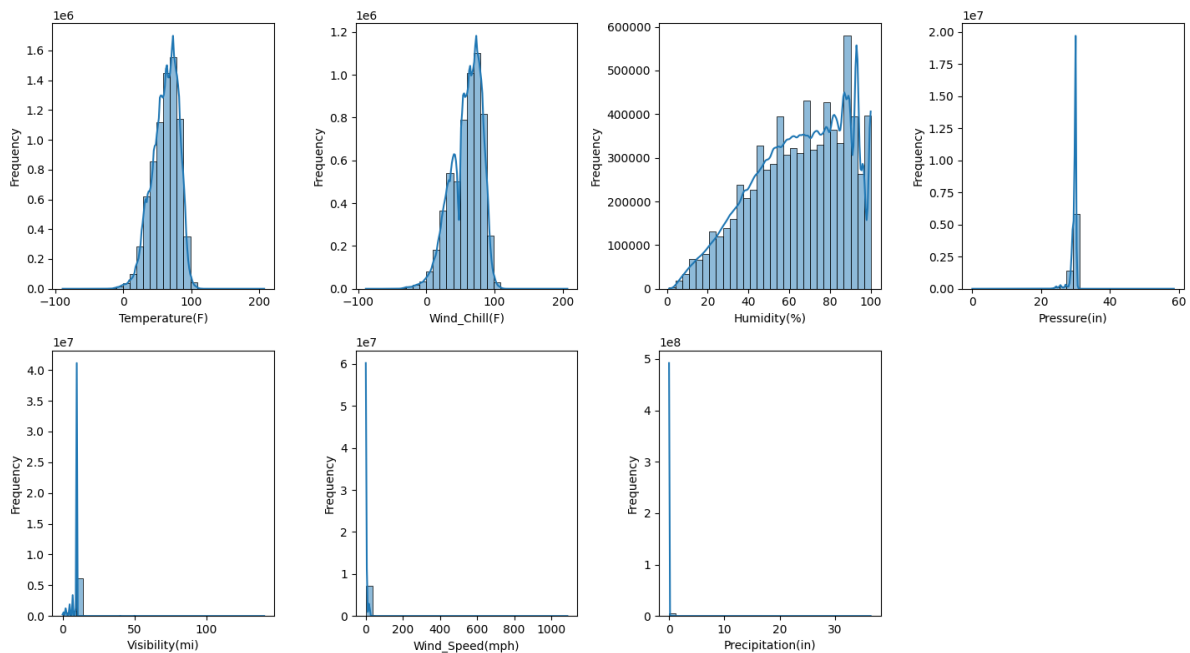 1e6
1.6
1.4
1.2
1.0
0.8
0.6
0.4
0.2
0.0
Frequency
−100 0 100 200
Temperature(F)
1e6
1.2
1.0
0.8
0.6
0.4
0.2
0.0
Frequency
−100 0 100 200
Wind_Chill(F)
600000
500000
400000
300000
200000
100000
0
Frequency
0 20 40 60 80 100
Humidity(%)
1e7
2.00
1.75
1.50
1.25
1.00
0.75
0.50
0.25
0.00
Frequency
0 20 40 60
Pressure(in)
1e7
4.0
3.5
3.0
2.5
2.0
1.5
1.0
0.5
0.0
Frequency
0 50 100
Visibility(mi)
1e7
6
5
4
3
2
1
0
Frequency
0 200 400 600 800 1000
Wind_Speed(mph)
1e8
5
4
3
2
1
0
Frequency
0 10 20 30
Precipitation(in)